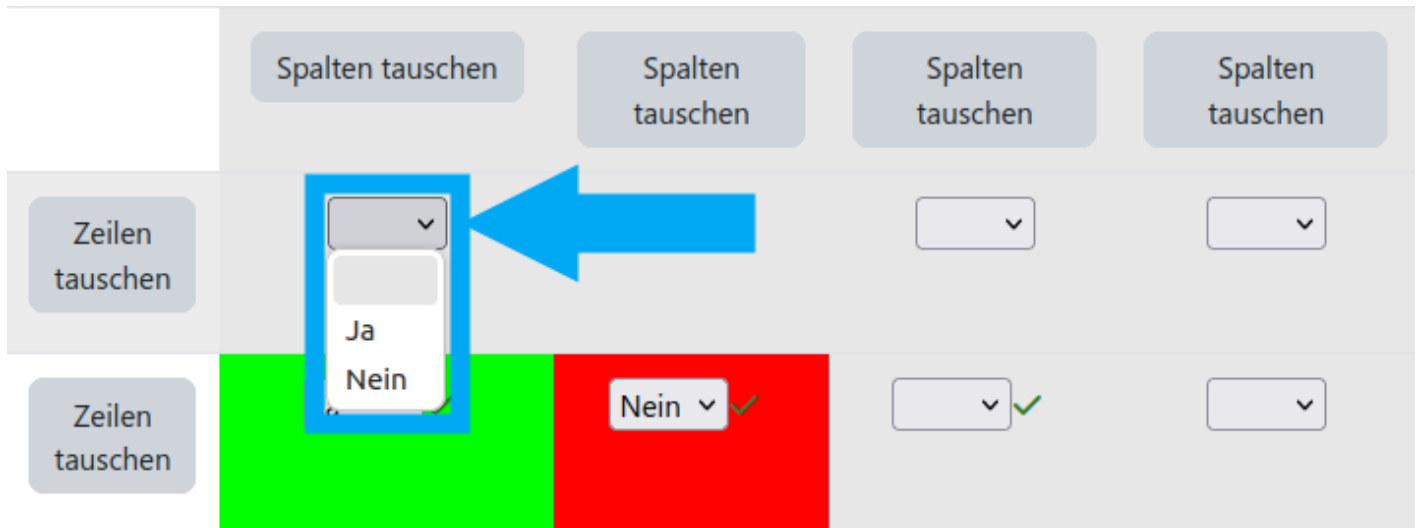 Spalten tauschen
Spalten
tauschen
Spalten
tauschen
Spalten
tauschen
Zeilen
tauschen
Ja
Nein
Zeilen
tauschen
Nein